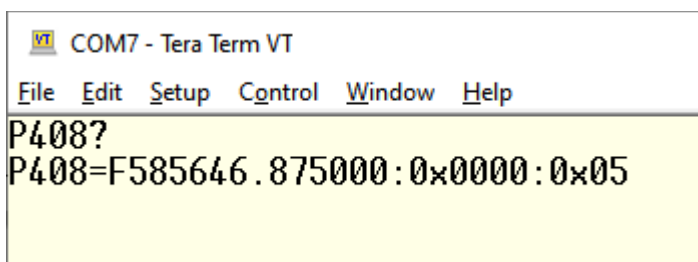 COM7 - Tera Term VT
File Edit Setup Control Window Help
P408?
P408=F585646.875000:0x0000:0x05